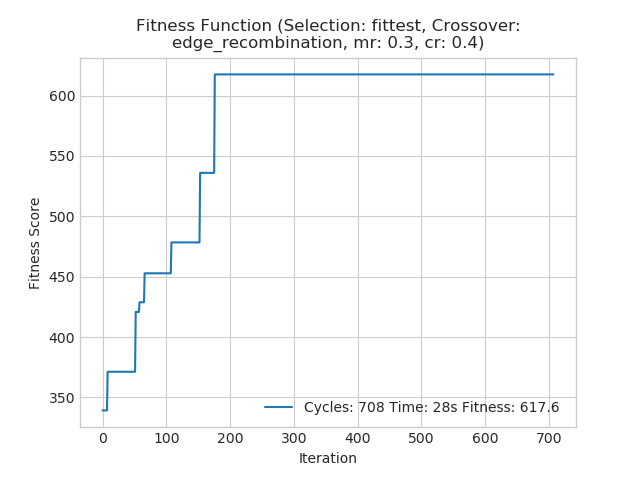 Fitness Function (Selection: fittest, Crossover:
edge_recombination, mr: 0.3, cr: 0.4)
Fitness Score
600
550
500
450
400
350
Cycles: 708 Time: 28s Fitness: 617.6
0 100 200 300 400 500 600 700
Iteration